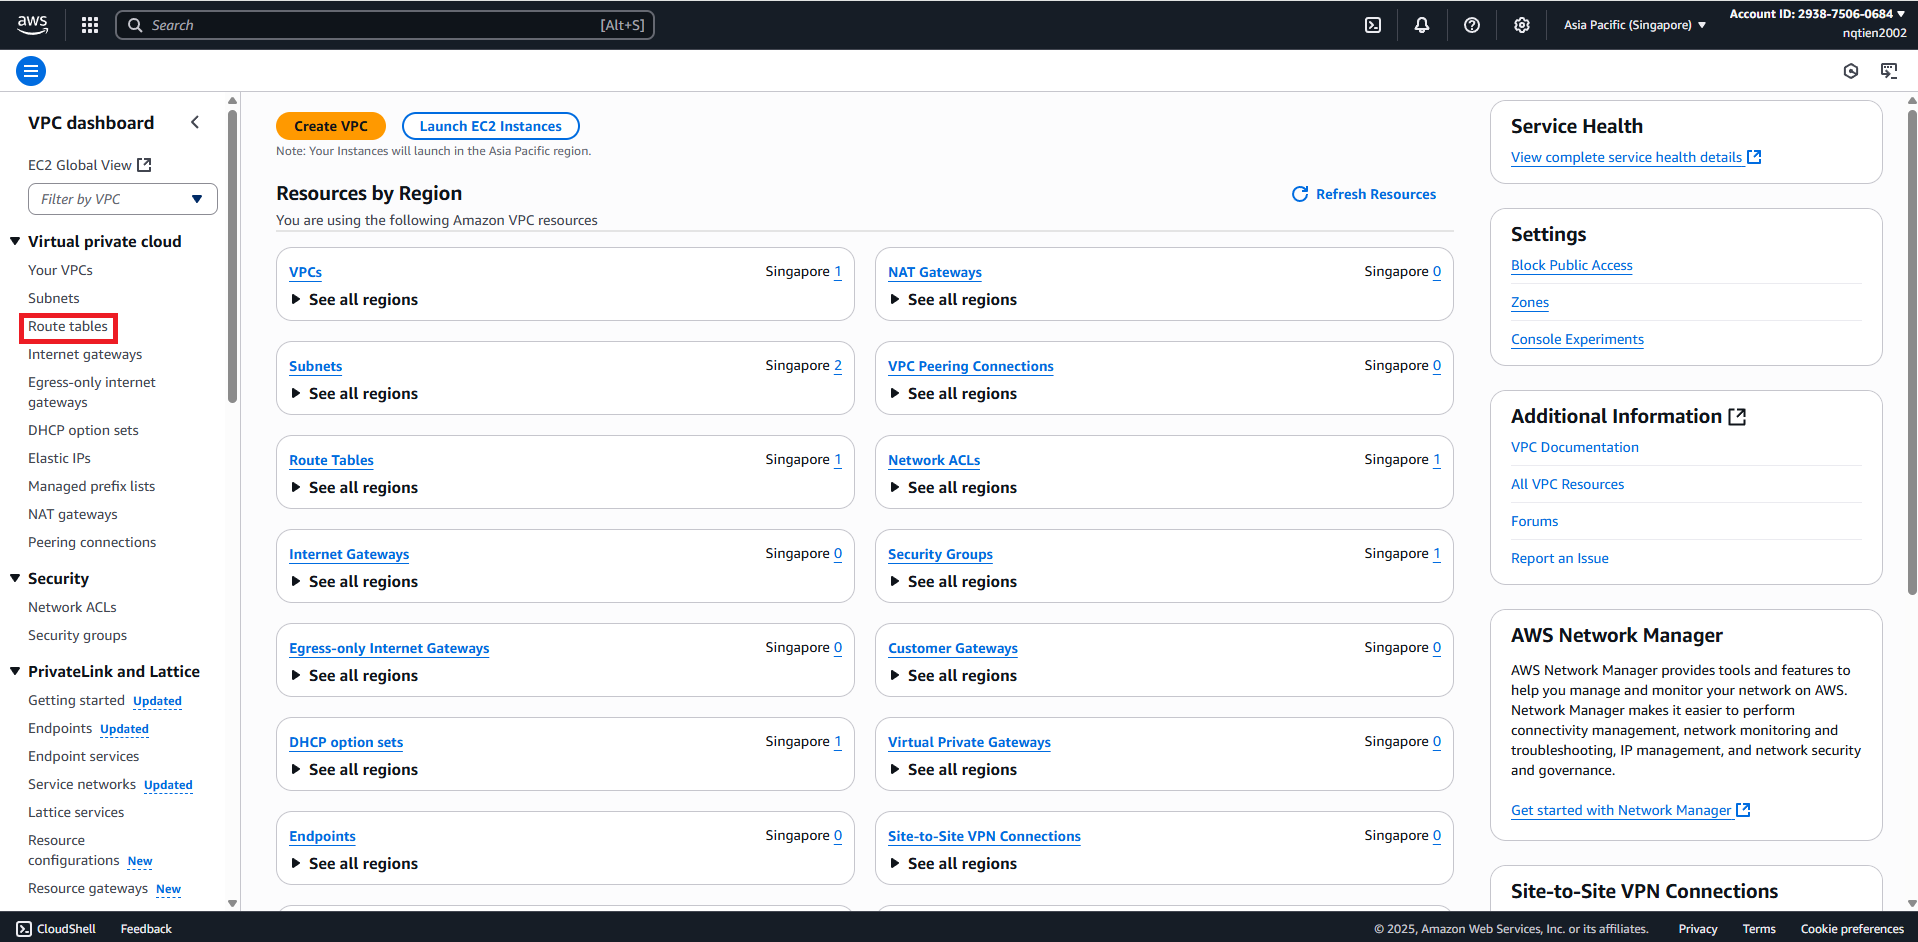 aws
Search [Alt+S]
Asia Pacific (Singapore)
Account ID: 2938-7506-0684
nqtien2002
VPC dashboard
EC2 Global View
Filter by VPC
Virtual private cloud
Your VPCs
Subnets
Route tables
Internet gateways
Egress-only internet
gateways
DHCP option sets
Elastic IPs
Managed prefix lists
NAT gateways
Peering connections
Security
Network ACLs
Security groups
PrivateLink and Lattice
Getting started Updated
Endpoints Updated
Endpoint services
Service networks Updated
Lattice services
Resource
configurations New
Resource gateways New
Create VPC
Launch EC2 Instances
Note: Your Instances will launch in the Asia Pacific region.
Resources by Region
Refresh Resources
You are using the following Amazon VPC resources
VPCs Singapore 1
See all regions
NAT Gateways Singapore 0
See all regions
Subnets Singapore 2
See all regions
VPC Peering Connections Singapore 0
See all regions
Route Tables Singapore 1
See all regions
Network ACLs Singapore 1
See all regions
Internet Gateways Singapore 0
See all regions
Security Groups Singapore 1
See all regions
Egress-only Internet Gateways Singapore 0
See all regions
Customer Gateways Singapore 0
See all regions
DHCP option sets Singapore 1
See all regions
Virtual Private Gateways Singapore 0
See all regions
Endpoints Singapore 0
See all regions
Site-to-Site VPN Connections Singapore 0
See all regions
Service Health
View complete service health details
Settings
Block Public Access
Zones
Console Experiments
Additional Information
VPC Documentation
All VPC Resources
Forums
Report an Issue
AWS Network Manager
AWS Network Manager provides tools and features to
help you manage and monitor your network on AWS.
Network Manager makes it easier to perform
connectivity management, network monitoring and
troubleshooting, IP management, and network security
and governance.
Get started with Network Manager
Site-to-Site VPN Connections
CloudShell
Feedback
© 2025, Amazon Web Services, Inc. or its affiliates.
Privacy
Terms
Cookie preferences